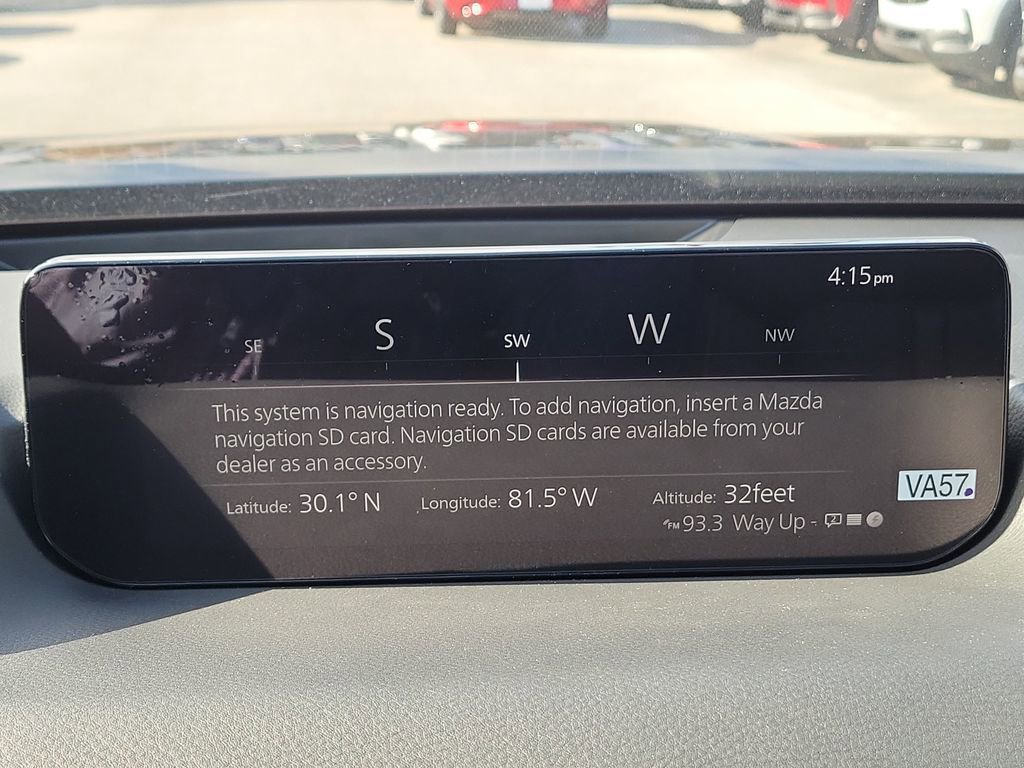 4:15pm
SE S SW W NW
This system is navigation ready. To add navigation, insert a Mazda
navigation SD card. Navigation SD cards are available from your
dealer as an accessory.
Latitude: 30.1° N Longitude: 81.5° W Altitude: 32feet
VA57
FM 93.3 Way Up -